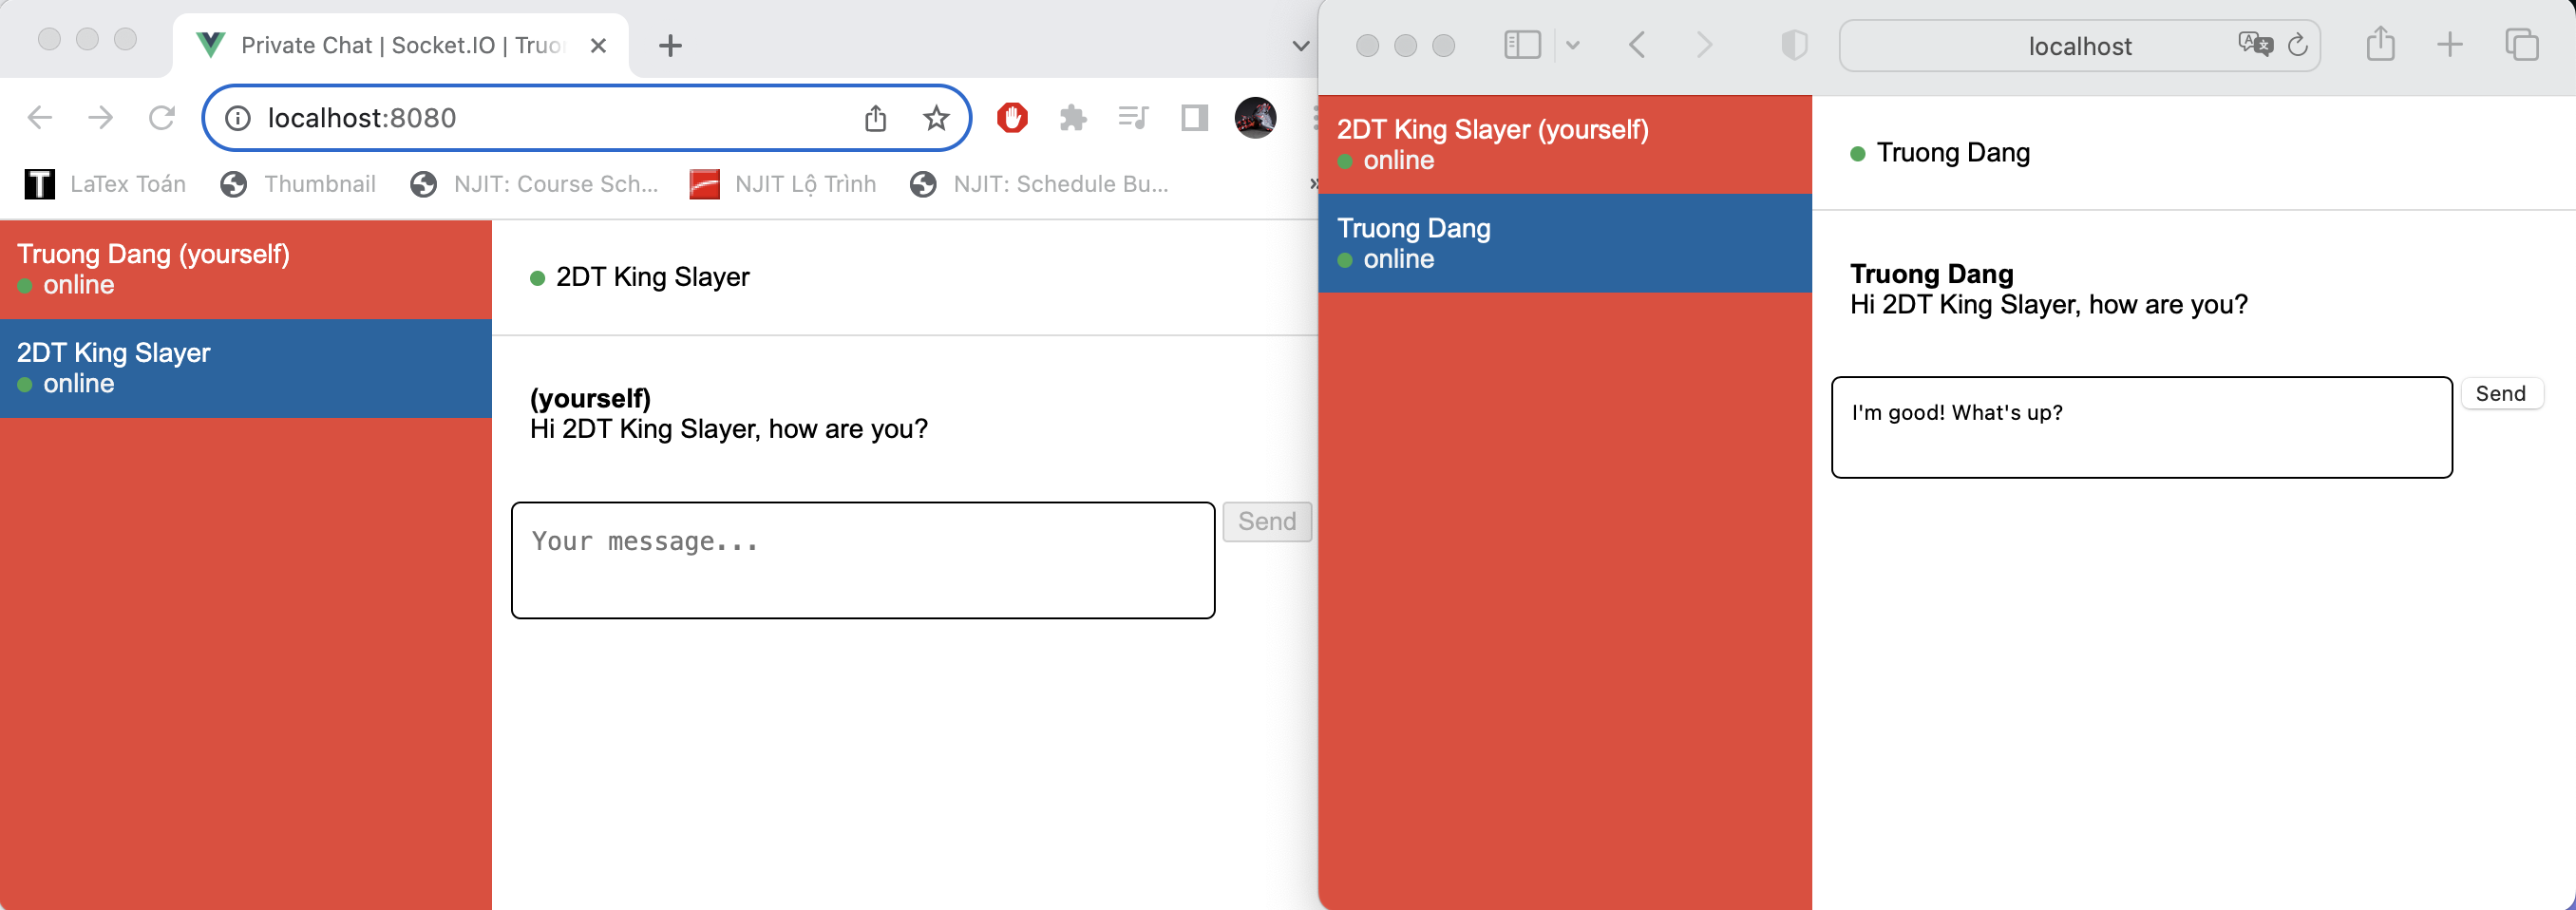 Private Chat | Socket.IO | Truo
localhost:8080
LaTex Toán
Thumbnail
NJIT: Course Sch...
NJIT Lộ Trình
NJIT: Schedule Bu...
»
Truong Dang (yourself)
online
2DT King Slayer
online
2DT King Slayer
(yourself)
Hi 2DT King Slayer, how are you?
Your message...
Send
localhost
2DT King Slayer (yourself)
online
Truong Dang
online
Truong Dang
Truong Dang
Hi 2DT King Slayer, how are you?
I'm good! What's up?
Send